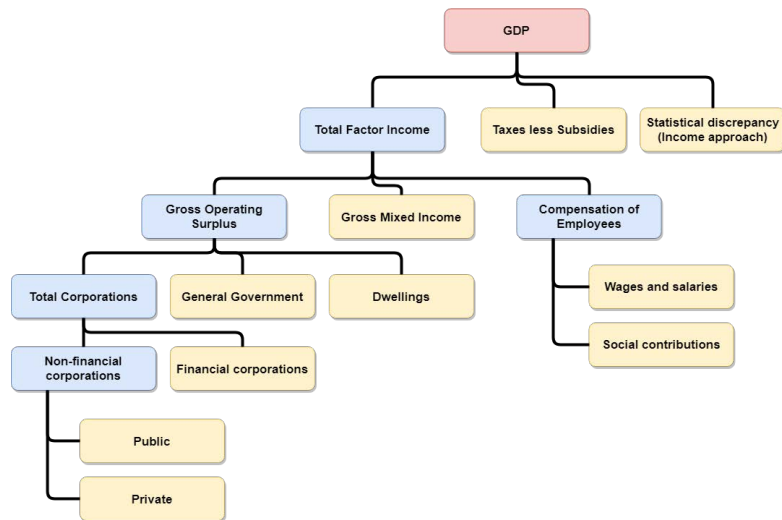 GDP
Total Factor Income
Taxes less Subsidies
Statistical discrepancy
(Income approach)
Gross Operating
Surplus
Gross Mixed Income
Compensation of
Employees
Total Corporations
General Government
Dwellings
Wages and salaries
Non-financial
corporations
Financial corporations
Social contributions
Public
Private